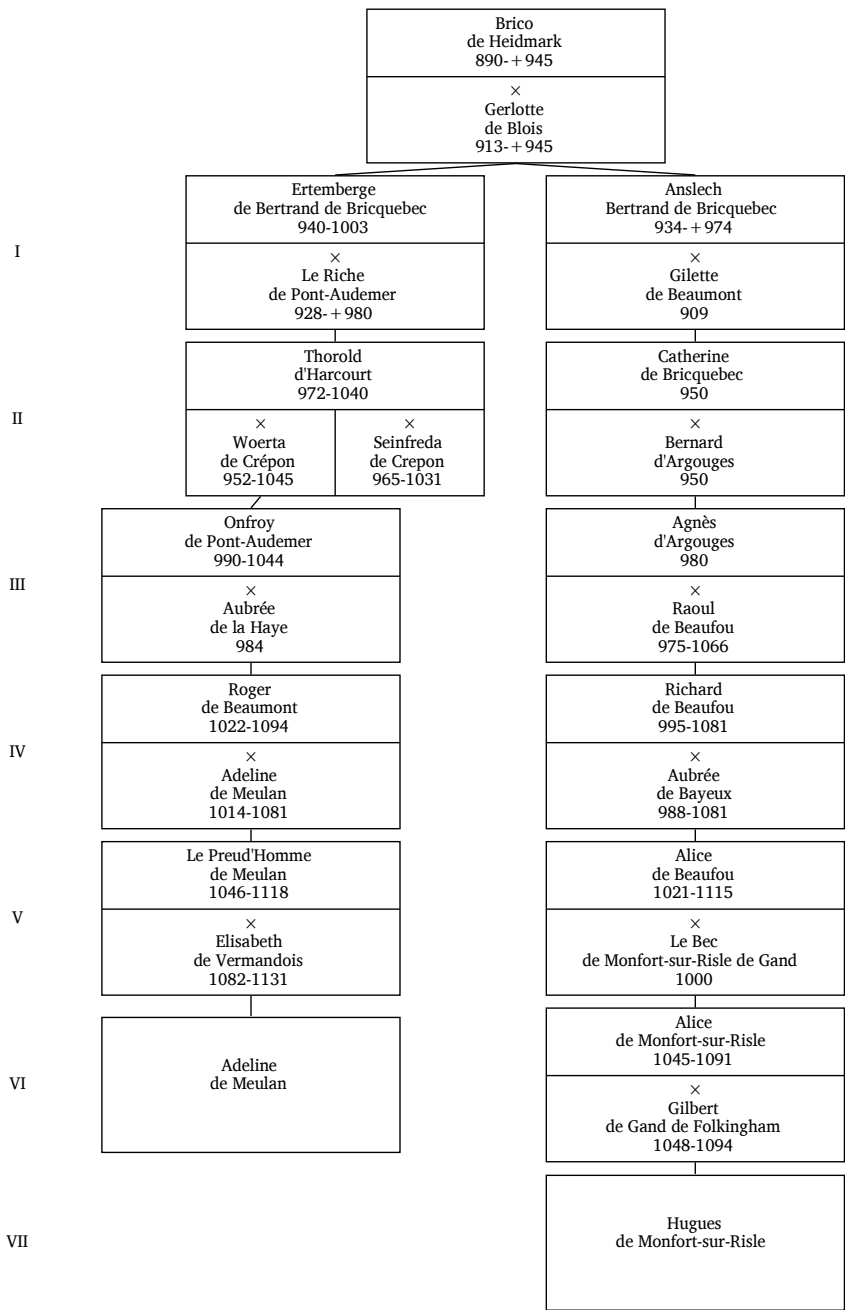 Brico
de Heidmark
890-+945
×
Gerlotte
de Blois
913-+945
I
Ertemberge
de Bertrand de Bricquebec
940-1003
×
Le Riche
de Pont-Audemer
928-+980
Anslech
Bertrand de Bricquebec
934-+974
×
Gilette
de Beaumont
909
II
Thorold
d'Harcourt
972-1040
×
Woerta
de Crépon
952-1045
×
Seinfreda
de Crepon
965-1031
Catherine
de Bricquebec
950
×
Bernard
d'Argouges
950
III
Onfroy
de Pont-Audemer
990-1044
×
Aubrée
de la Haye
984
Agnès
d'Argouges
980
×
Raoul
de Beaufou
975-1066
IV
Roger
de Beaumont
1022-1094
×
Adeline
de Meulan
1014-1081
Richard
de Beaufou
995-1081
×
Aubrée
de Bayeux
988-1081
V
Le Preud'Homme
de Meulan
1046-1118
×
Elisabeth
de Vermandois
1082-1131
Alice
de Beaufou
1021-1115
×
Le Bec
de Monfort-sur-Risle de Gand
1000
VI
Adeline
de Meulan
Alice
de Monfort-sur-Risle
1045-1091
×
Gilbert
de Gand de Folkingham
1048-1094
VII
Hugues
de Monfort-sur-Risle